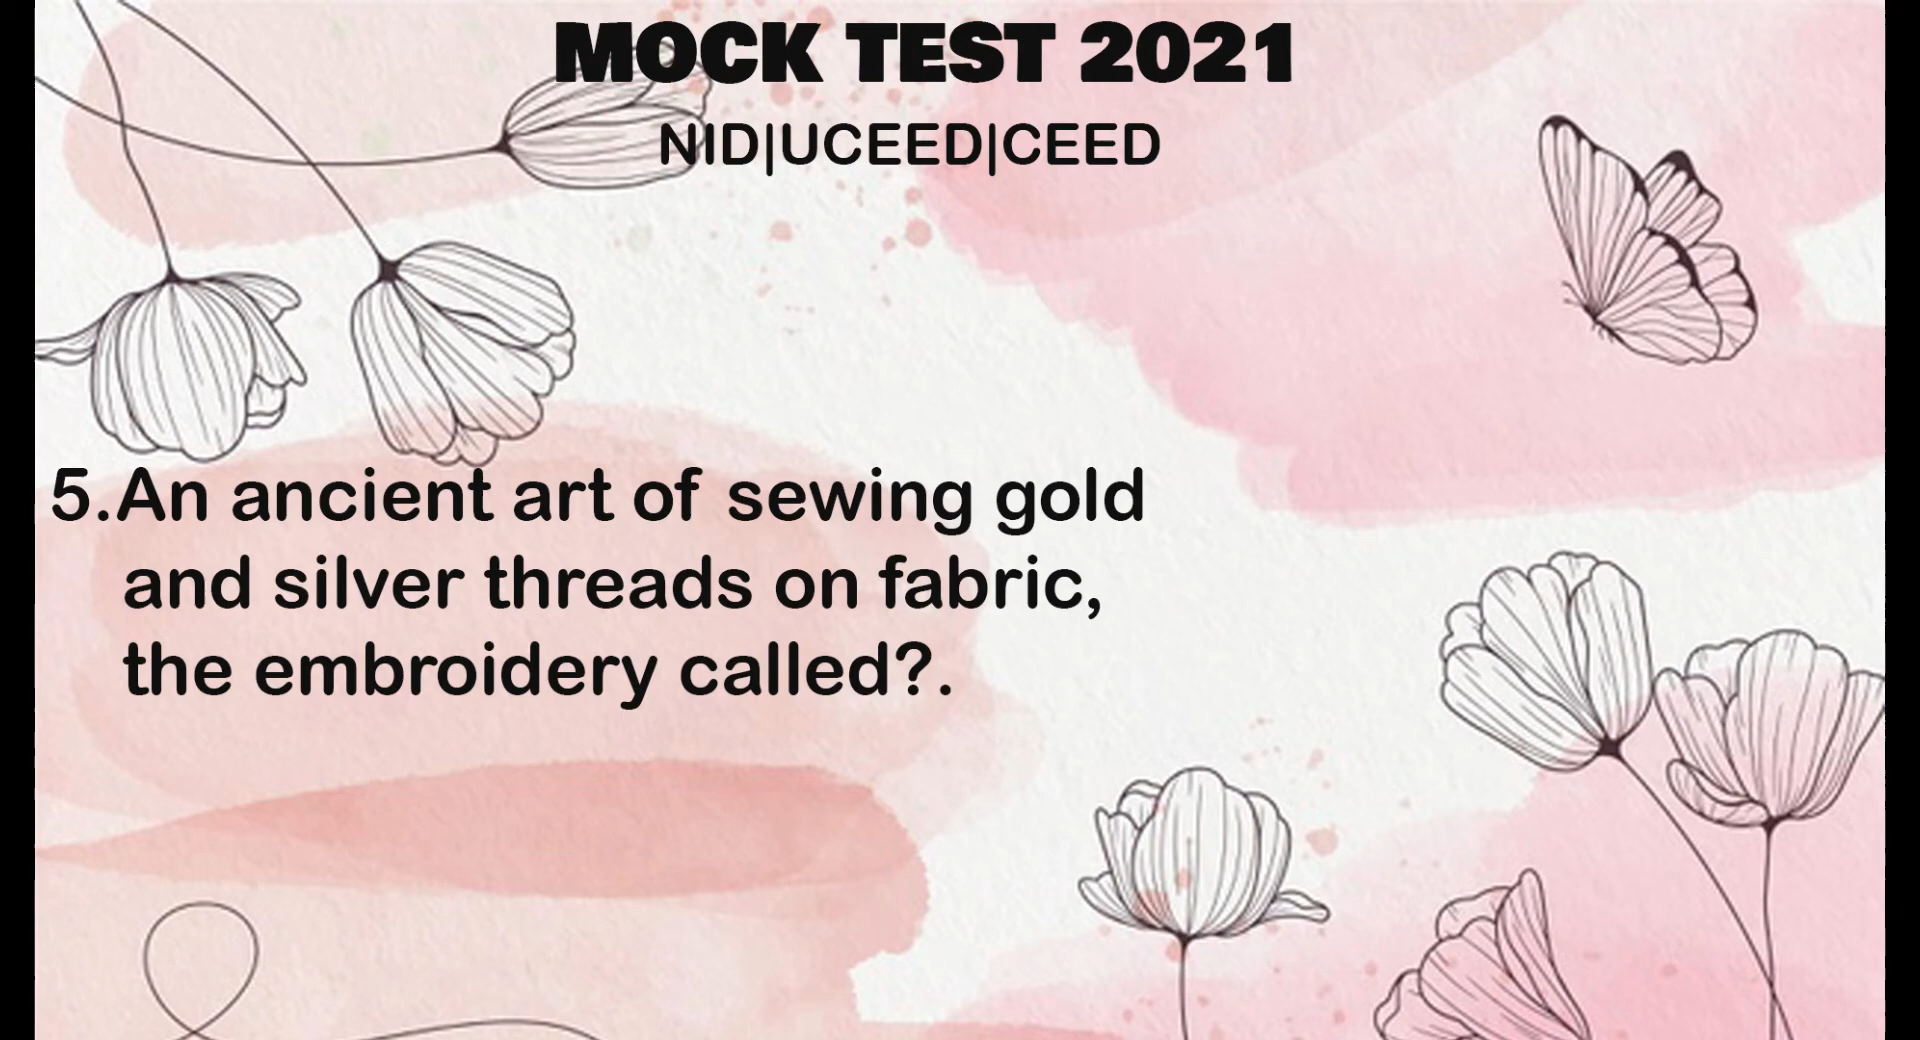 MOCK TEST 2021
NID|UCEED|CEED
5.An ancient art of sewing gold
and silver threads on fabric,
the embroidery called?.